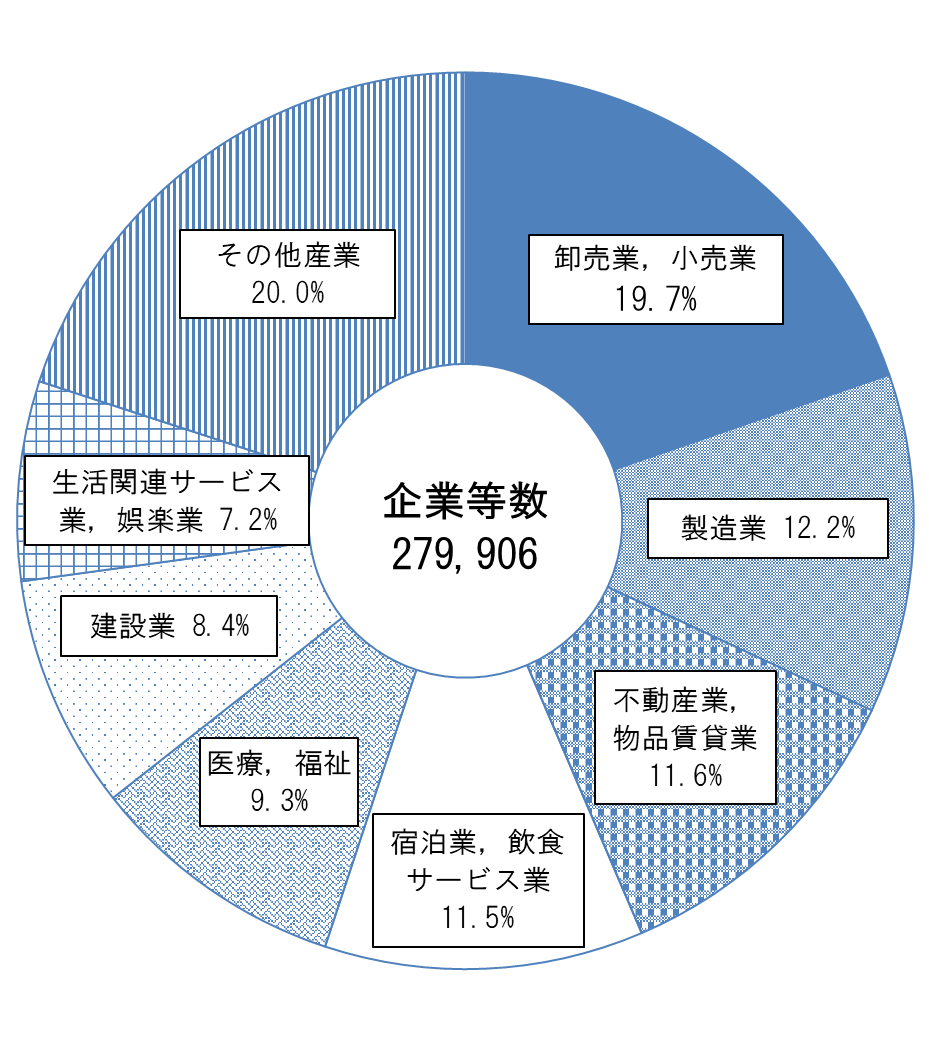 その他産業
20.0%
卸売業，小売業
19.7%
生活関連サービス
業，娯楽業 7.2%
企業等数
279,906
製造業 12.2%
建設業 8.4%
不動産業，
物品賃貸業
11.6%
医療，福祉
9.3%
宿泊業，飲食
サービス業
11.5%